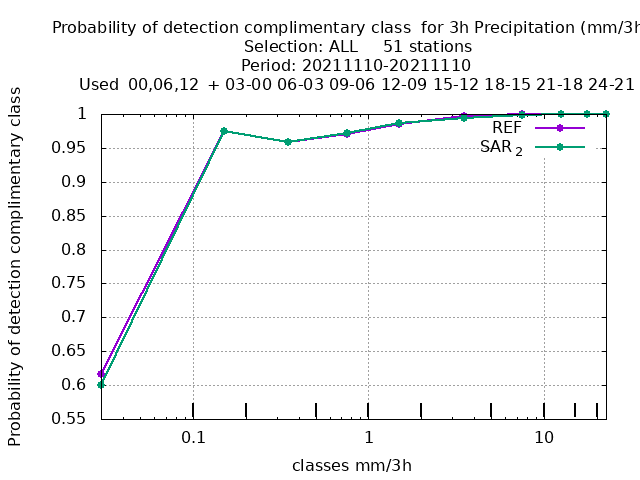 Probability of detection complimentary class  for 3h Precipitation (mm/3h
Selection: ALL     51 stations
Period: 20211110-20211110
Used  00,06,12  + 03-00 06-03 09-06 12-09 15-12 18-15 21-18 24-21
Probability of detection complimentary class
1
0.95
0.9
0.85
0.8
0.75
0.7
0.65
0.6
0.55
REF
SAR 2
0.1
1
10
classes mm/3h